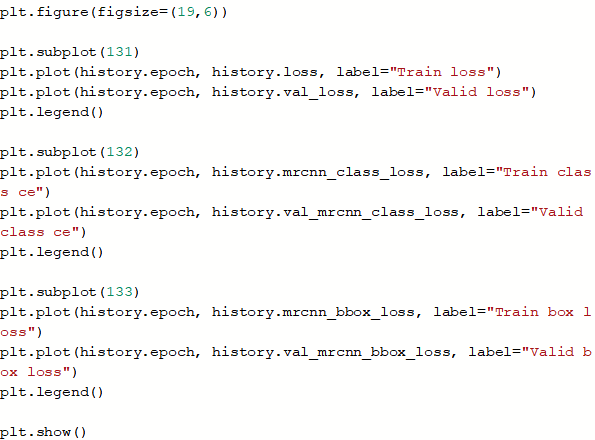 plt.figure(figsize=(19,6))

plt.subplot(131)
plt.plot(history.epoch, history.loss, label="Train loss")
plt.plot(history.epoch, history.val_loss, label="Valid loss")
plt.legend()

plt.subplot(132)
plt.plot(history.epoch, history.mrcnn_class_loss, label="Train clas
s ce")
plt.plot(history.epoch, history.val_mrcnn_class_loss, label="Valid
class ce")
plt.legend()

plt.subplot(133)
plt.plot(history.epoch, history.mrcnn_bbox_loss, label="Train box l
oss")
plt.plot(history.epoch, history.val_mrcnn_bbox_loss, label="Valid b
ox loss")
plt.legend()

plt.show()